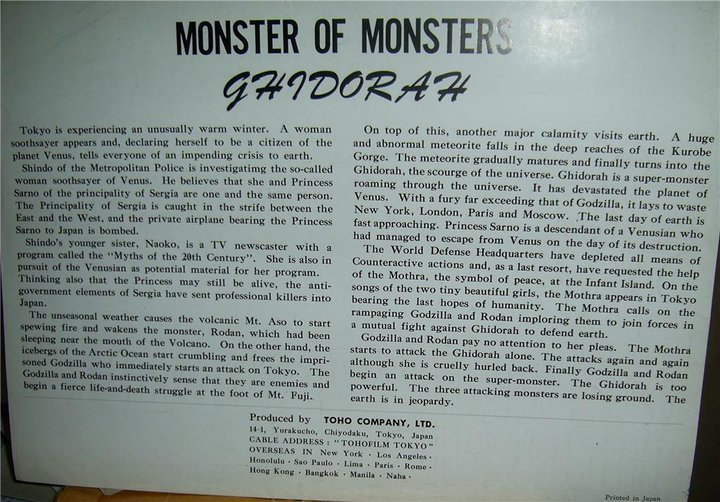 MONSTER OF MONSTERS
GHIDORAH
Tokyo is experiencing an unusually warm winter. A woman
soothsayer appears and, declaring herself to be a citizen of the
planet Venus, tells everyone of an impending crisis to earth.
Shindo of the Metropolitan Police is investigating the so-called
woman soothsayer of Venus. He believes that she and Princess
Sarno of the principality of Sergia are one and the same person.
The Principality of Sergia is caught in the strife between the
East and the West, and the private airplane bearing the Princess
Sarno to Japan is bombed.
Shindo's younger sister, Naoko, is a TV newscaster with a
program called the "Myths of the 20th Century". She is also in
pursuit of the Venusian as potential material for her program.
Thinking also that the Princess may still be alive, the anti-
government elements of Sergia have sent professional killers into
Japan.
The unseasonal weather causes the volcanic Mt. Aso to start
spewing fire and wakens the monster, Rodan, which had been
sleeping near the mouth of the Volcano. On the other hand, the
icebergs of the Arctic Ocean start crumbling and frees the impri-
soned Godzilla who immediately starts an attack on Tokyo. The
Godzilla and Rodan instinctively sense that they are enemies and
begin a fierce life-and-death struggle at the foot of Mt. Fuji.
On top of this, another major calamity visits earth. A huge
and abnormal meteorite falls in the deep reaches of the Kurobe
Gorge. The meteorite gradually matures and finally turns into the
Ghidorah, the scourge of the universe. Ghidorah is a super-monster
roaming through the universe. It has devastated the planet of
Venus. With a fury far exceeding that of Godzilla, it lays to waste
New York, London, Paris and Moscow. The last day of earth is
fast approaching. Princess Sarno is a descendant of a Venusian who
had managed to escape from Venus on the day of its destruction.
The World Defense Headquarters have depleted all means of
Counteractive actions and, as a last resort, have requested the help
of the Mothra, the symbol of peace, at the Infant Island. On the
songs of the two tiny beautiful girls, the Mothra appears in Tokyo
bearing the last hopes of humanity. The Mothra calls on the
rampaging Godzilla and Rodan imploring them to join forces in
a mutual fight against Ghidorah to defend earth.
Godzilla and Rodan pay no attention to her pleas. The Mothra
starts to attack the Ghidorah alone. The attacks again and again
although she is cruelly hurled back. Finally Godzilla and Rodan
begin an attack on the super-monster. The Ghidorah is too
powerful. The three attacking monsters are losing ground. The
earth is in jeopardy.
Produced by TOHO COMPANY, LTD.
14-1, Yurakucho, Chiyodaku, Tokyo, Japan
CABLE ADDRESS : "TOHOFILM TOKYO"
OVERSEAS IN New York · Los Angeles ·
Honolulu · Sao Paulo · Lima · Paris · Rome ·
Hong Kong · Bangkok · Manila · Naha ·
Printed in Japan